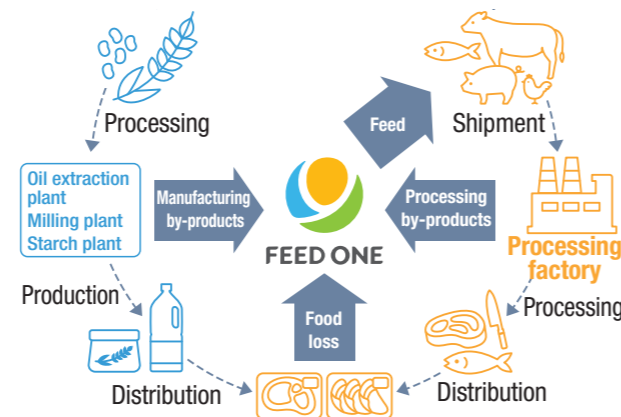 Processing
Oil extraction
plant
Milling plant
Starch plant
Manufacturing
by-products
Production
Distribution
FEED ONE
Feed
Food
loss
Shipment
Processing
by-products
Processing
factory
Processing
Distribution